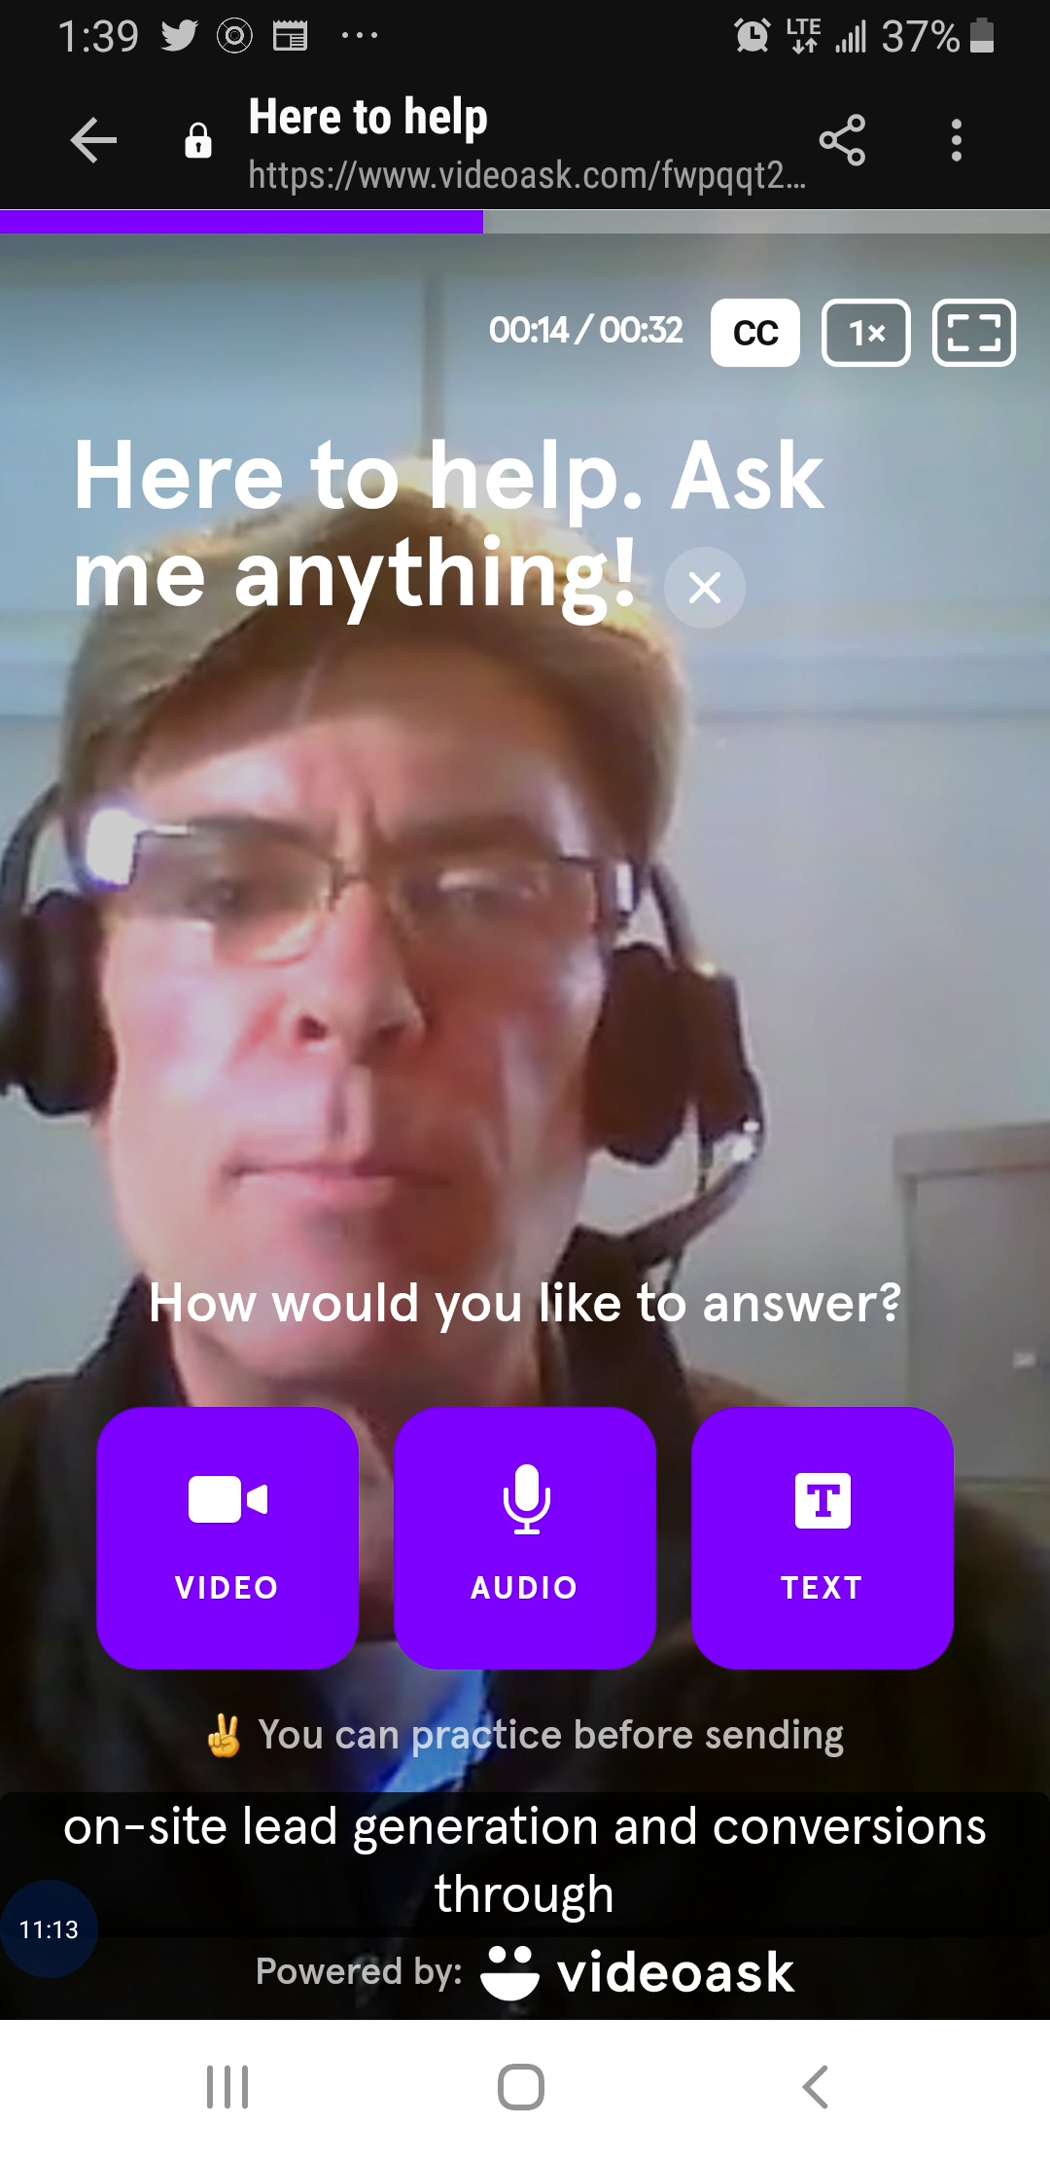 1:39
LTE
37%
Here to help
https://www.videoask.com/fwpqqt2...
00:14 / 00:32
CC
1×
Here to help. Ask
me anything!
How would you like to answer?
VIDEO
AUDIO
T
TEXT
✌️ You can practice before sending
on-site lead generation and conversions
through
11:13
Powered by: videoask